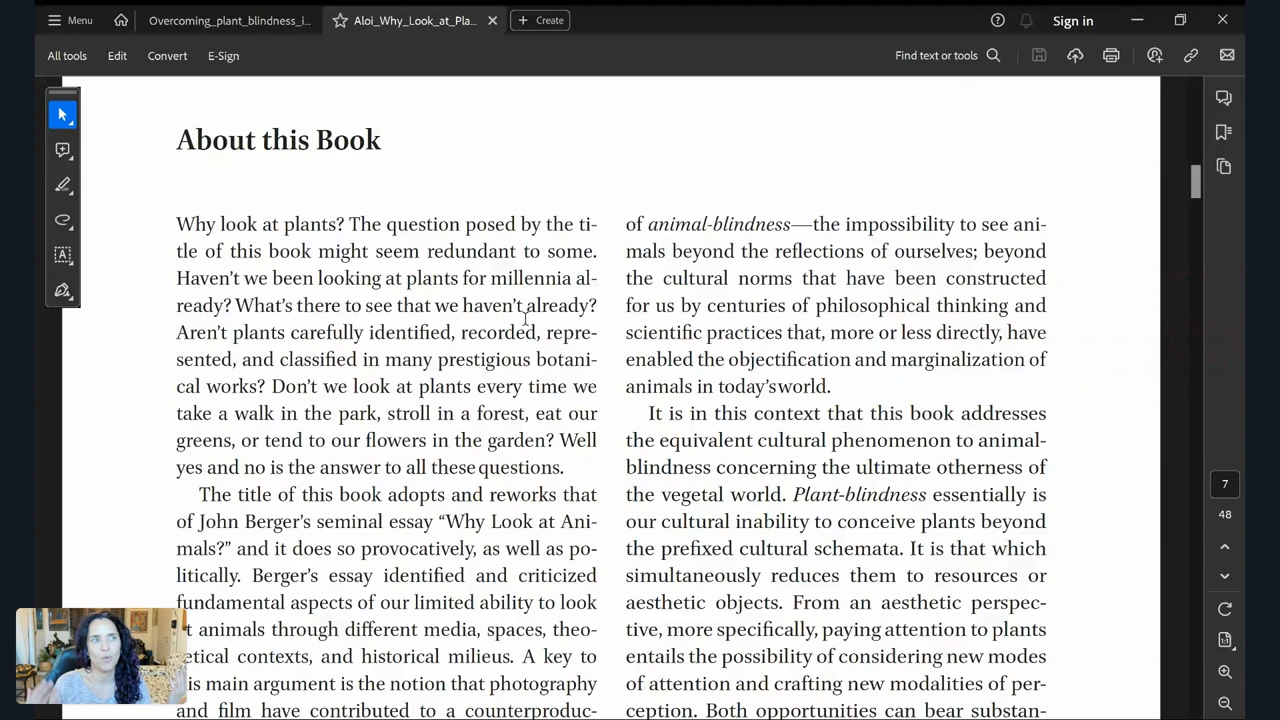 Menu
Overcoming_plant_blindness_i...
Aloi_Why_Look_at_Pla...
Create
Sign in
All tools
Edit
Convert
E-Sign
Find text or tools
About this Book
Why look at plants? The question posed by the ti-
tle of this book might seem redundant to some.
Haven't we been looking at plants for millennia al-
ready? What's there to see that we haven't already?
Aren't plants carefully identified, recorded, repre-
sented, and classified in many prestigious botani-
cal works? Don't we look at plants every time we
take a walk in the park, stroll in a forest, eat our
greens, or tend to our flowers in the garden? Well
yes and no is the answer to all these questions.
The title of this book adopts and reworks that
of John Berger's seminal essay “Why Look at Ani-
mals?” and it does so provocatively, as well as po-
litically. Berger's essay identified and criticized
fundamental aspects of our limited ability to look
animals through different media, spaces, theo-
etical contexts, and historical milieus. A key to
is main argument is the notion that photography
and film have contributed to a counterproduc-
of animal-blindness—the impossibility to see ani-
mals beyond the reflections of ourselves; beyond
the cultural norms that have been constructed
for us by centuries of philosophical thinking and
scientific practices that, more or less directly, have
enabled the objectification and marginalization of
animals in today'sworld.
It is in this context that this book addresses
the equivalent cultural phenomenon to animal-
blindness concerning the ultimate otherness of
the vegetal world. Plant-blindness essentially is
our cultural inability to conceive plants beyond
the prefixed cultural schemata. It is that which
simultaneously reduces them to resources or
aesthetic objects. From an aesthetic perspec-
tive, more specifically, paying attention to plants
entails the possibility of considering new modes
of attention and crafting new modalities of per-
ception. Both opportunities can bear substan-
7
48